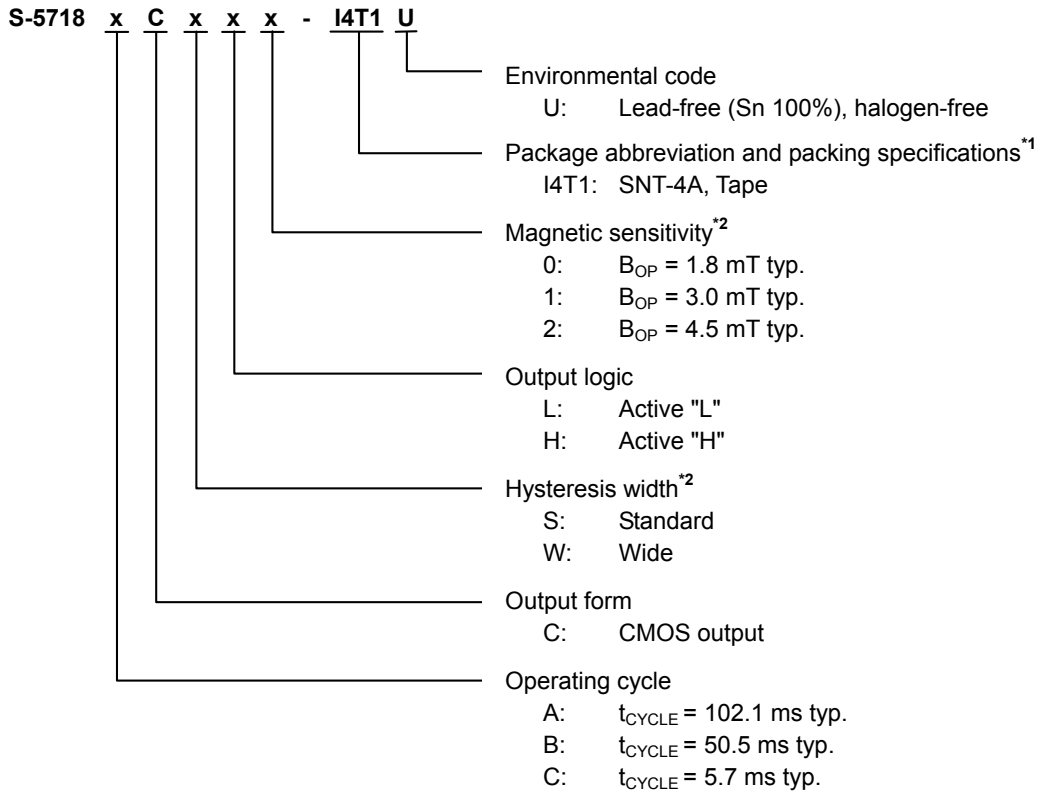 S-5718 x C x x x - I4T1 U
Environmental code
U: Lead-free (Sn 100%), halogen-free
Package abbreviation and packing specifications*1
I4T1: SNT-4A, Tape
Magnetic sensitivity*2
0: BOP = 1.8 mT typ.
1: BOP = 3.0 mT typ.
2: BOP = 4.5 mT typ.
Output logic
L: Active "L"
H: Active "H"
Hysteresis width*2
S: Standard
W: Wide
Output form
C: CMOS output
Operating cycle
A: tCYCLE = 102.1 ms typ.
B: tCYCLE = 50.5 ms typ.
C: tCYCLE = 5.7 ms typ.